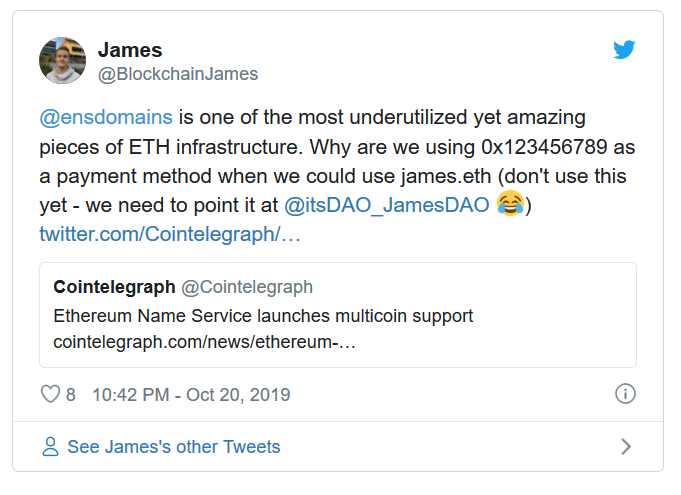 James
@BlockchainJames
@ensdomains is one of the most underutilized yet amazing
pieces of ETH infrastructure. Why are we using 0x123456789 as
a payment method when we could use james.eth (don't use this
yet - we need to point it at @itsDAO_JamesDAO 😂)
twitter.com/Cointelegraph/…
Cointelegraph @Cointelegraph
Ethereum Name Service launches multicoin support
cointelegraph.com/news/ethereum-…
8 10:42 PM - Oct 20, 2019
See James's other Tweets